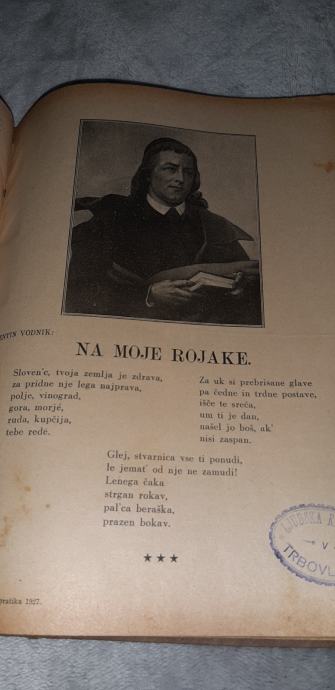 VODNIK:
NA MOJE ROJAKE.
Sloven'c, tvoja zemlja je zdrava,
za pridne nje lega najprava,
polje, vinograd,
gora, morjé,
ruda, kupčija,
tebe redé.
Za uk si prebrisane glave
pa čedne in trdne postave,
išče te sreča,
um ti je dan,
našel jo boš, ak'
nisi zaspan.
Glej, stvarnica vse ti ponudi,
le jemat' od nje ne zamudi!
Lenega čaka
strgan rokav,
pal'ca beraška,
prazen bokav.
★★★
pratika 1927.
LJUDSKA
V
TRBOVL